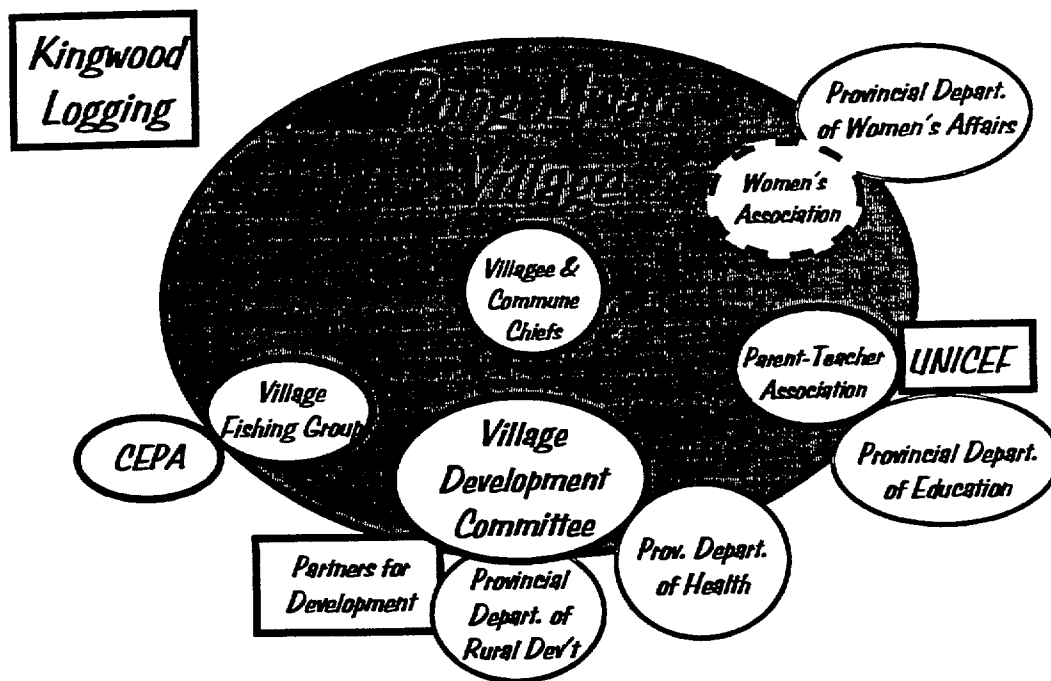 Kingwood
Logging
Village
Provincial Depart.
of Women's Affairs
Women's
Association
Villagee &
Commune
Chiefs
Parent-Teacher
Association
UNICEF
Village
Fishing Group
CEPA
Village
Development
Committee
Provincial Depart.
of Education
Prov. Depart.
of Health
Partners for
Development
Provincial
Depart. of
Rural Dev't